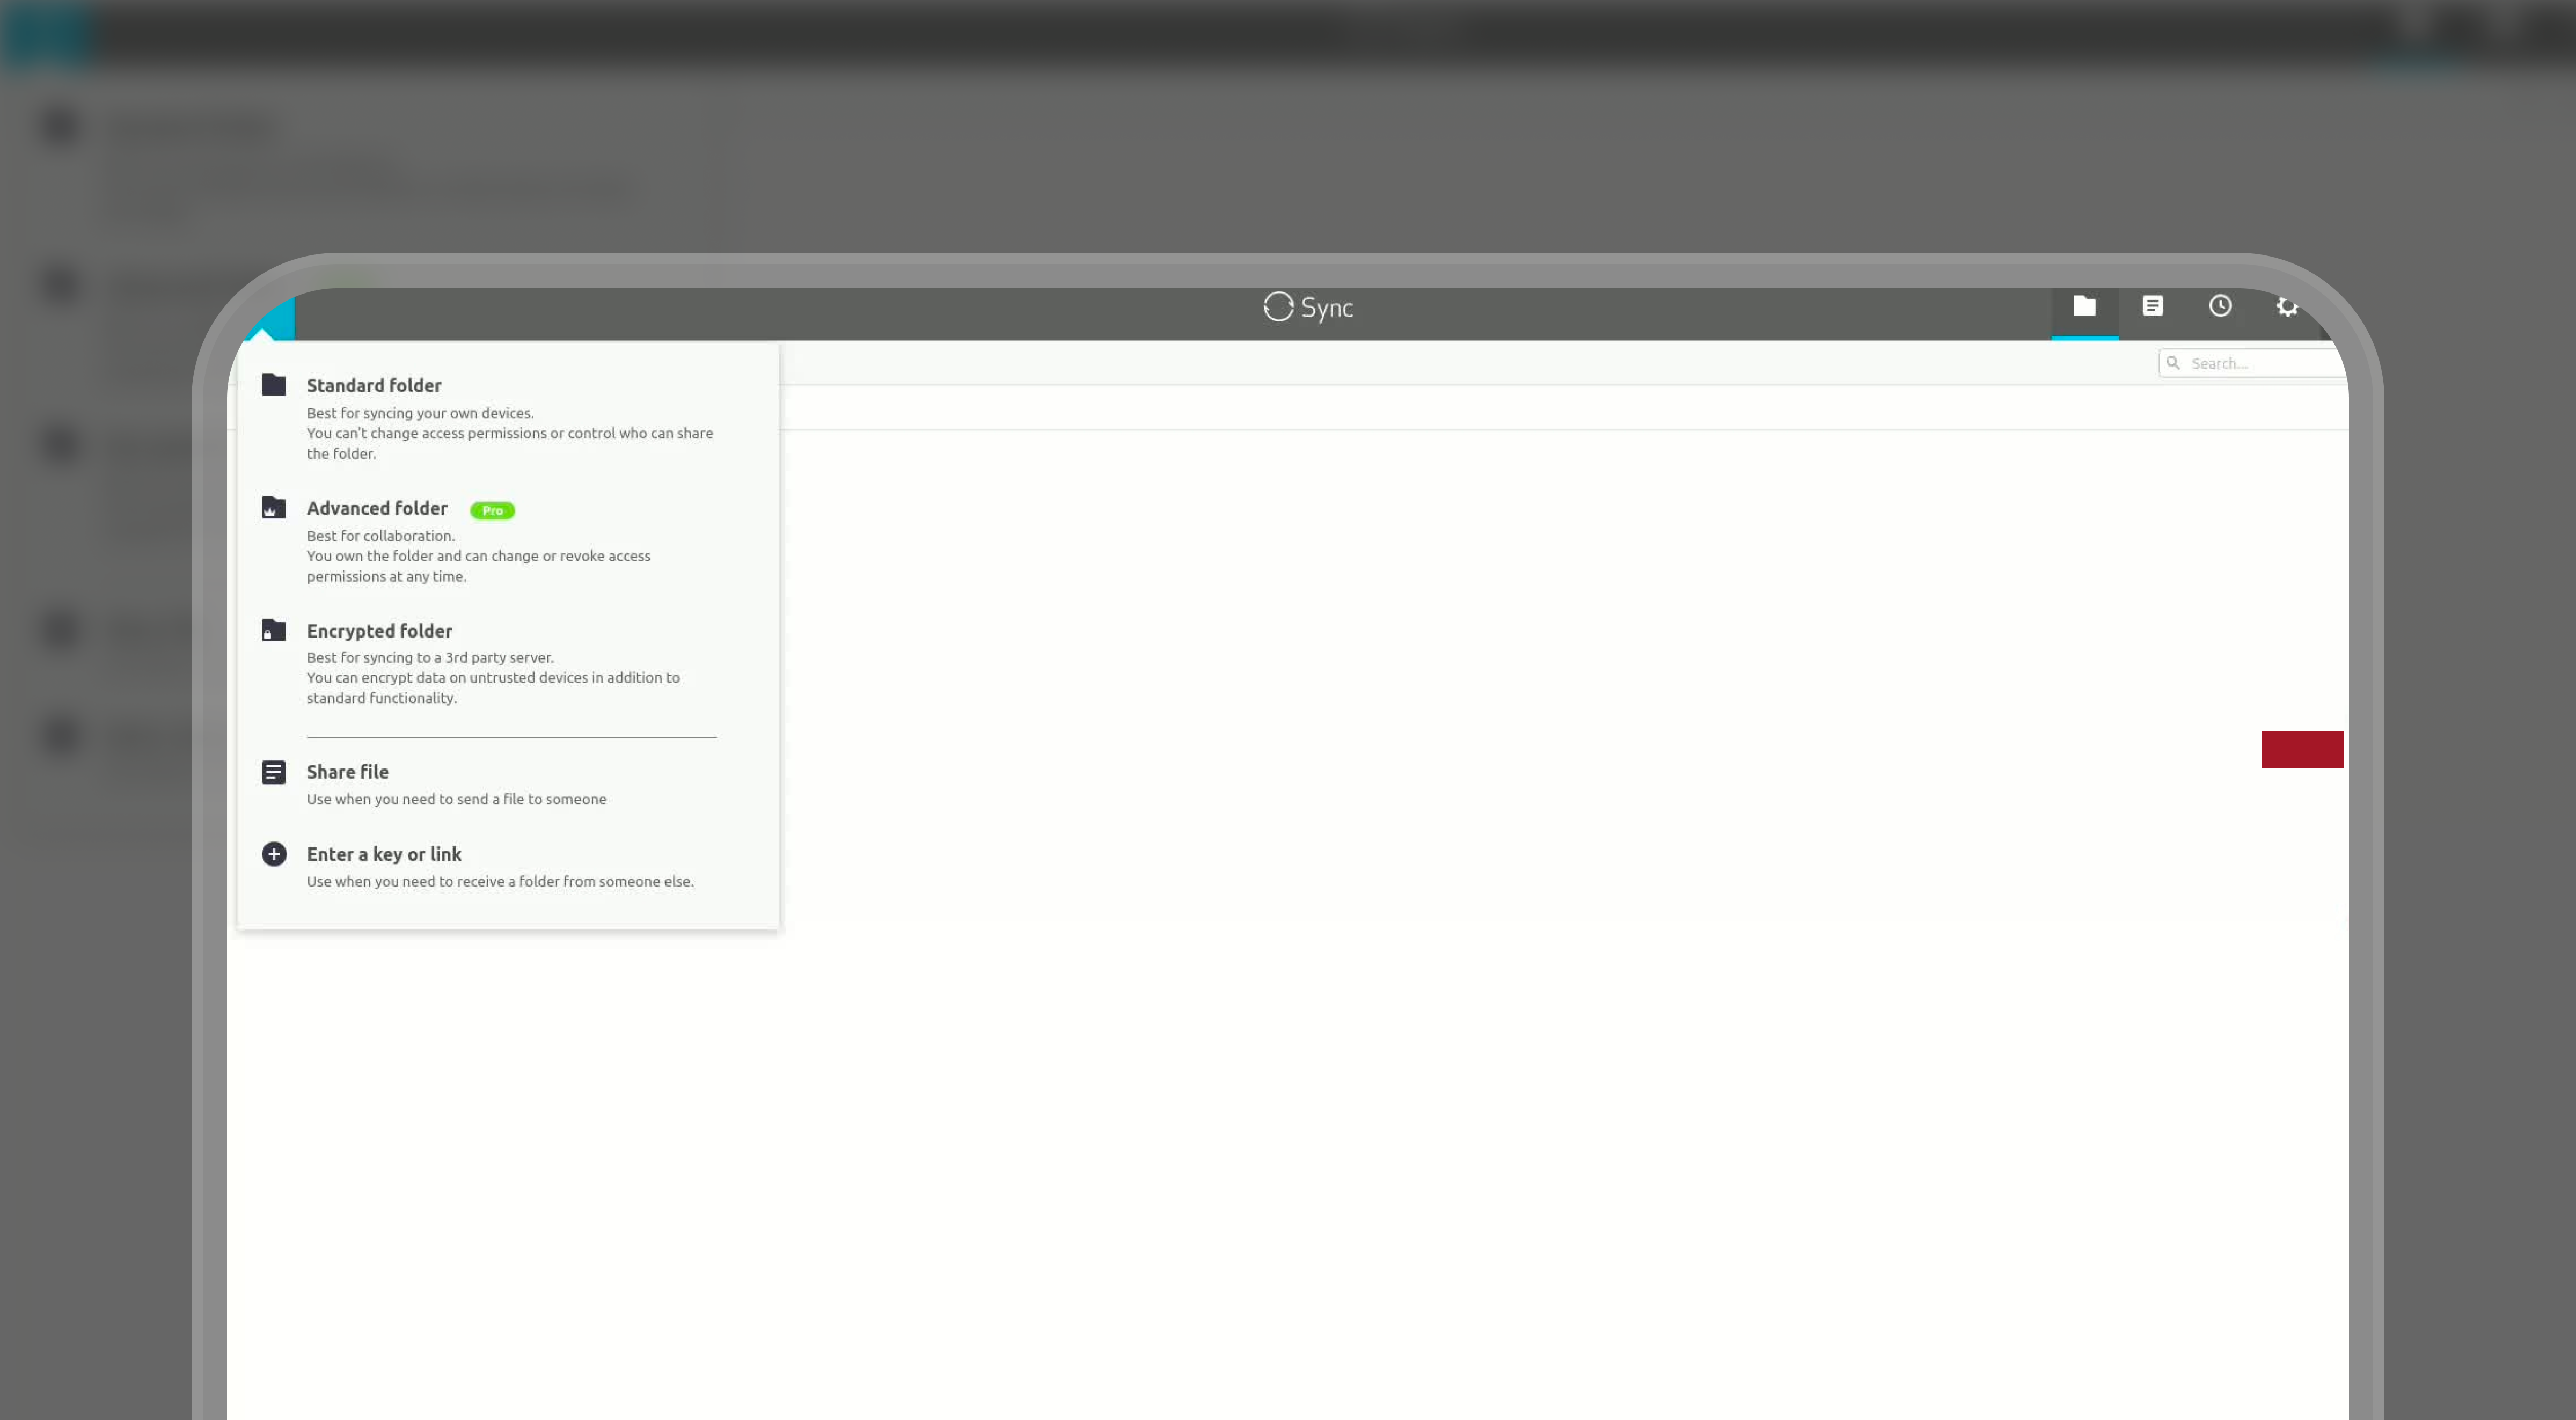 Sync
Search...
Standard folder
Best for syncing your own devices.
You can't change access permissions or control who can share
the folder.
Advanced folder Pro
Best for collaboration.
You own the folder and can change or revoke access
permissions at any time.
Encrypted folder
Best for syncing to a 3rd party server.
You can encrypt data on untrusted devices in addition to
standard functionality.
Share file
Use when you need to send a file to someone
Enter a key or link
Use when you need to receive a folder from someone else.